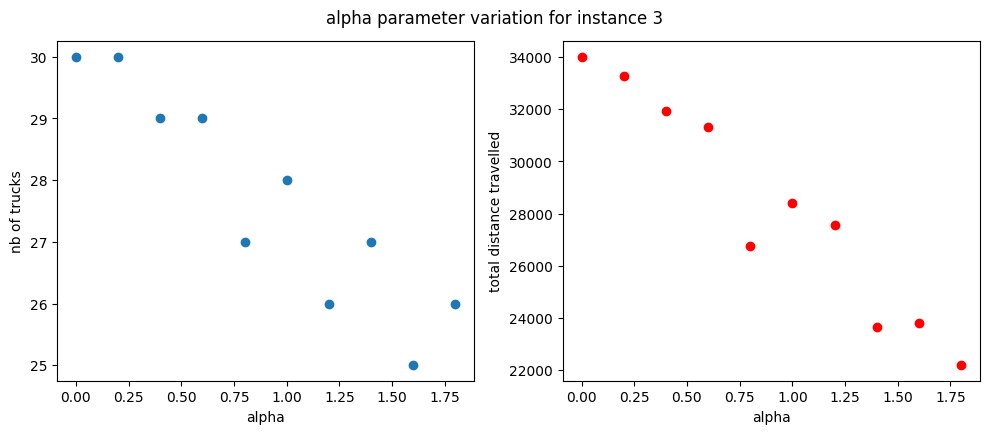 alpha parameter variation for instance 3
nb of trucks
30
29
28
27
26
25
0.00 0.25 0.50 0.75 1.00 1.25 1.50 1.75
alpha
total distance travelled
34000
32000
30000
28000
26000
24000
22000
0.00 0.25 0.50 0.75 1.00 1.25 1.50 1.75
alpha